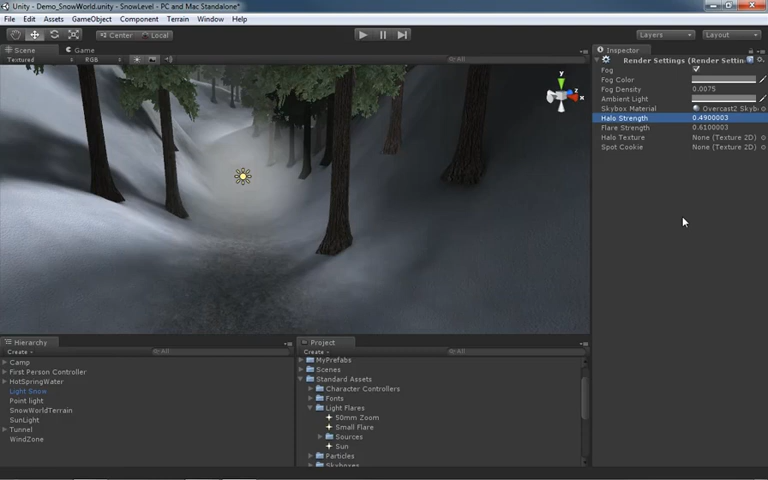 Unity - Demo_SnowWorld.unity - SnowLevel - PC and Mac Standalone*
File Edit Assets GameObject Component Terrain Window Help
Center Local Layers Layout
Scene Game
Textured RGB All
y
z
x
Inspector
Render Settings (Render Settin
Fog
Fog Color
Fog Density 0.0075
Ambient Light
Skybox Material Overcast2 Skyb
Halo Strength 0.4900003
Flare Strength 0.6100003
Halo Texture None (Texture 2D)
Spot Cookie None (Texture 2D)
Hierarchy
Create All
Camp
First Person Controller
HotSpringWater
Light Snow
Point light
SnowWorldTerrain
SunLight
Tunnel
WindZone
Project
Create All
MyPrefabs
Scenes
Standard Assets
Character Controllers
Fonts
Light Flares
50mm Zoom
Small Flare
Sources
Sun
Particles
Skyboxes